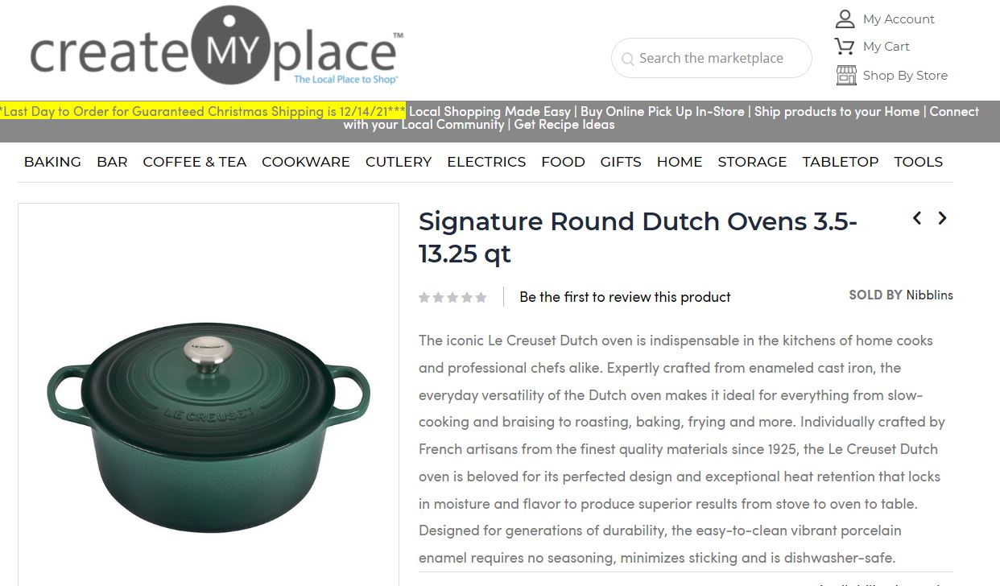 createMYplace™
The Local Place to Shop™
Search the marketplace
My Account
My Cart
Shop By Store
*Last Day to Order for Guaranteed Christmas Shipping is 12/14/21*** Local Shopping Made Easy | Buy Online Pick Up In-Store | Ship products to your Home | Connect
with your Local Community | Get Recipe Ideas
BAKING BAR COFFEE & TEA COOKWARE CUTLERY ELECTRICS FOOD GIFTS HOME STORAGE TABLETOP TOOLS
Signature Round Dutch Ovens 3.5-
13.25 qt
Be the first to review this product
SOLD BY Nibblins
The iconic Le Creuset Dutch oven is indispensable in the kitchens of home cooks
and professional chefs alike. Expertly crafted from enameled cast iron, the
everyday versatility of the Dutch oven makes it ideal for everything from slow-
cooking and braising to roasting, baking, frying and more. Individually crafted by
French artisans from the finest quality materials since 1925, the Le Creuset Dutch
oven is beloved for its perfected design and exceptional heat retention that locks
in moisture and flavor to produce superior results from stove to oven to table.
Designed for generations of durability, the easy-to-clean vibrant porcelain
enamel requires no seasoning, minimizes sticking and is dishwasher-safe.
LE CREUSET
LE CREUSET